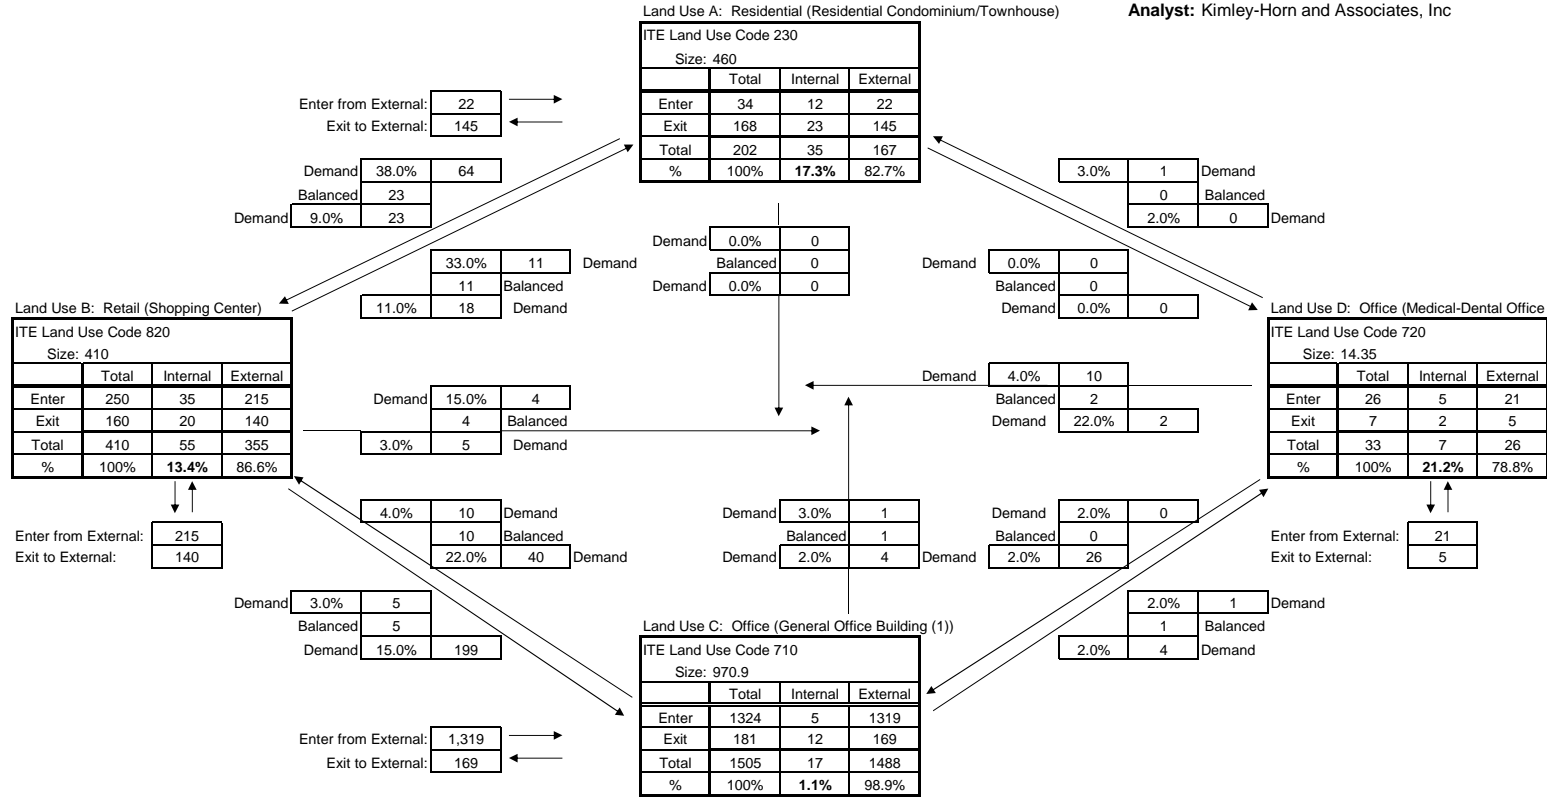 Land Use A: Residential (Residential Condominium/Townhouse)
Analyst: Kimley-Horn and Associates, Inc
ITE Land Use Code 230
Size: 460
Total Internal External
Enter 34 12 22
Exit 168 23 145
Total 202 35 167
% 100% 17.3% 82.7%
Enter from External: 22
Exit to External: 145
Demand 38.0% 64
Balanced 23
Demand 9.0% 23
3.0% 1 Demand
0 Balanced
2.0% 0 Demand
33.0% 11 Demand
11 Balanced
11.0% 18 Demand
Demand 0.0% 0
Balanced 0
Demand 0.0% 0
Demand 0.0% 0
Balanced 0
Demand 0.0% 0
Land Use B: Retail (Shopping Center)
ITE Land Use Code 820
Size: 410
Total Internal External
Enter 250 35 215
Exit 160 20 140
Total 410 55 355
% 100% 13.4% 86.6%
Enter from External: 215
Exit to External: 140
Demand 15.0% 4
4 Balanced
3.0% 5 Demand
Demand 4.0% 10
Balanced 2
Demand 22.0% 2
Land Use D: Office (Medical-Dental Office
ITE Land Use Code 720
Size: 14.35
Total Internal External
Enter 26 5 21
Exit 7 2 5
Total 33 7 26
% 100% 21.2% 78.8%
Enter from External: 21
Exit to External: 5
4.0% 10 Demand
10 Balanced
22.0% 40 Demand
Demand 3.0% 1
Balanced 1
Demand 2.0% 4
Demand 2.0% 0
Balanced 0
Demand 2.0% 26
Demand 3.0% 5
Balanced 5
Demand 15.0% 199
2.0% 1 Demand
1 Balanced
2.0% 4 Demand
Land Use C: Office (General Office Building (1))
ITE Land Use Code 710
Size: 970.9
Total Internal External
Enter 1324 5 1319
Exit 181 12 169
Total 1505 17 1488
% 100% 1.1% 98.9%
Enter from External: 1,319
Exit to External: 169